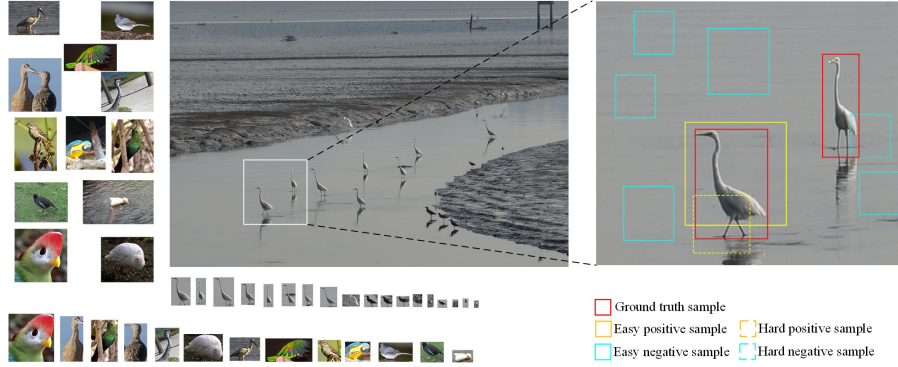 Ground truth sample
Easy positive sample
Hard positive sample
Easy negative sample
Hard negative sample